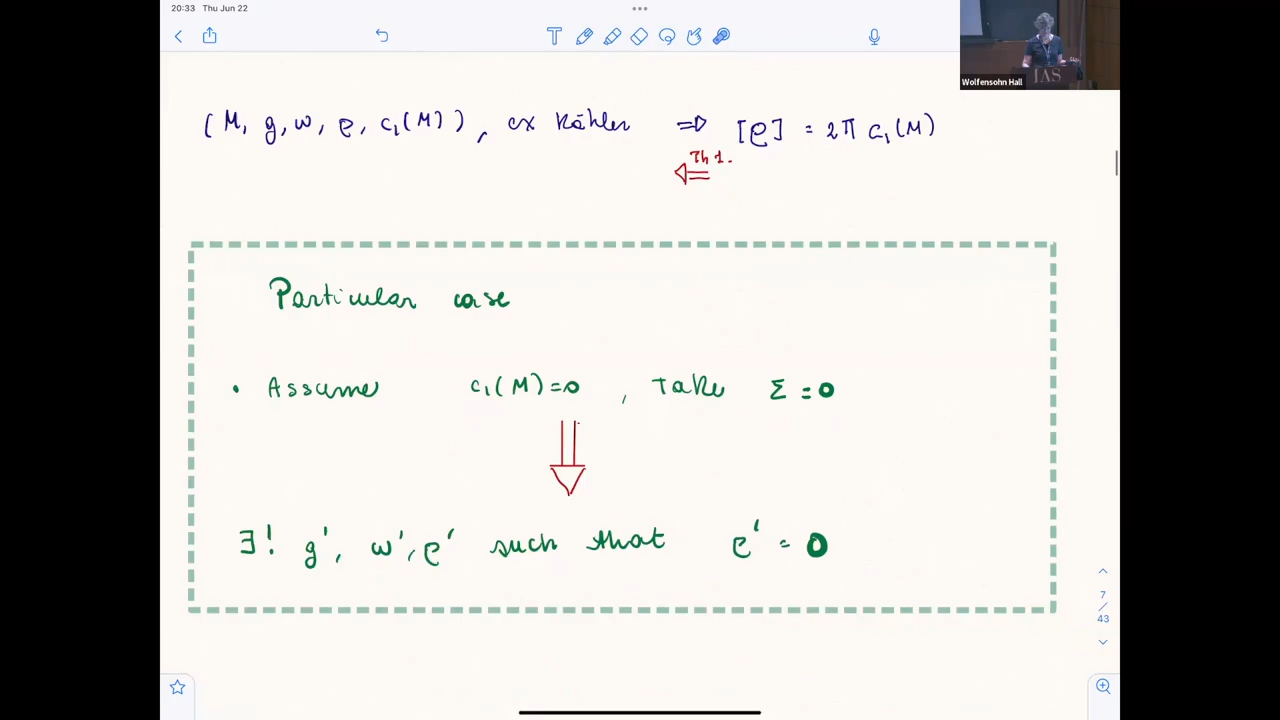 20:33 Thu Jun 22
IAS
Wolfensohn Hall
(M, g, ω, ρ, c₁(M)), cx Kähler ⇒ [ρ] = 2π c₁(M)
Th 1.
⇐
Particular case
• Assume c₁(M)=0, Take Σ = 0
⇓
∃! g', ω', ρ' such that ρ' = 0
7
/
43